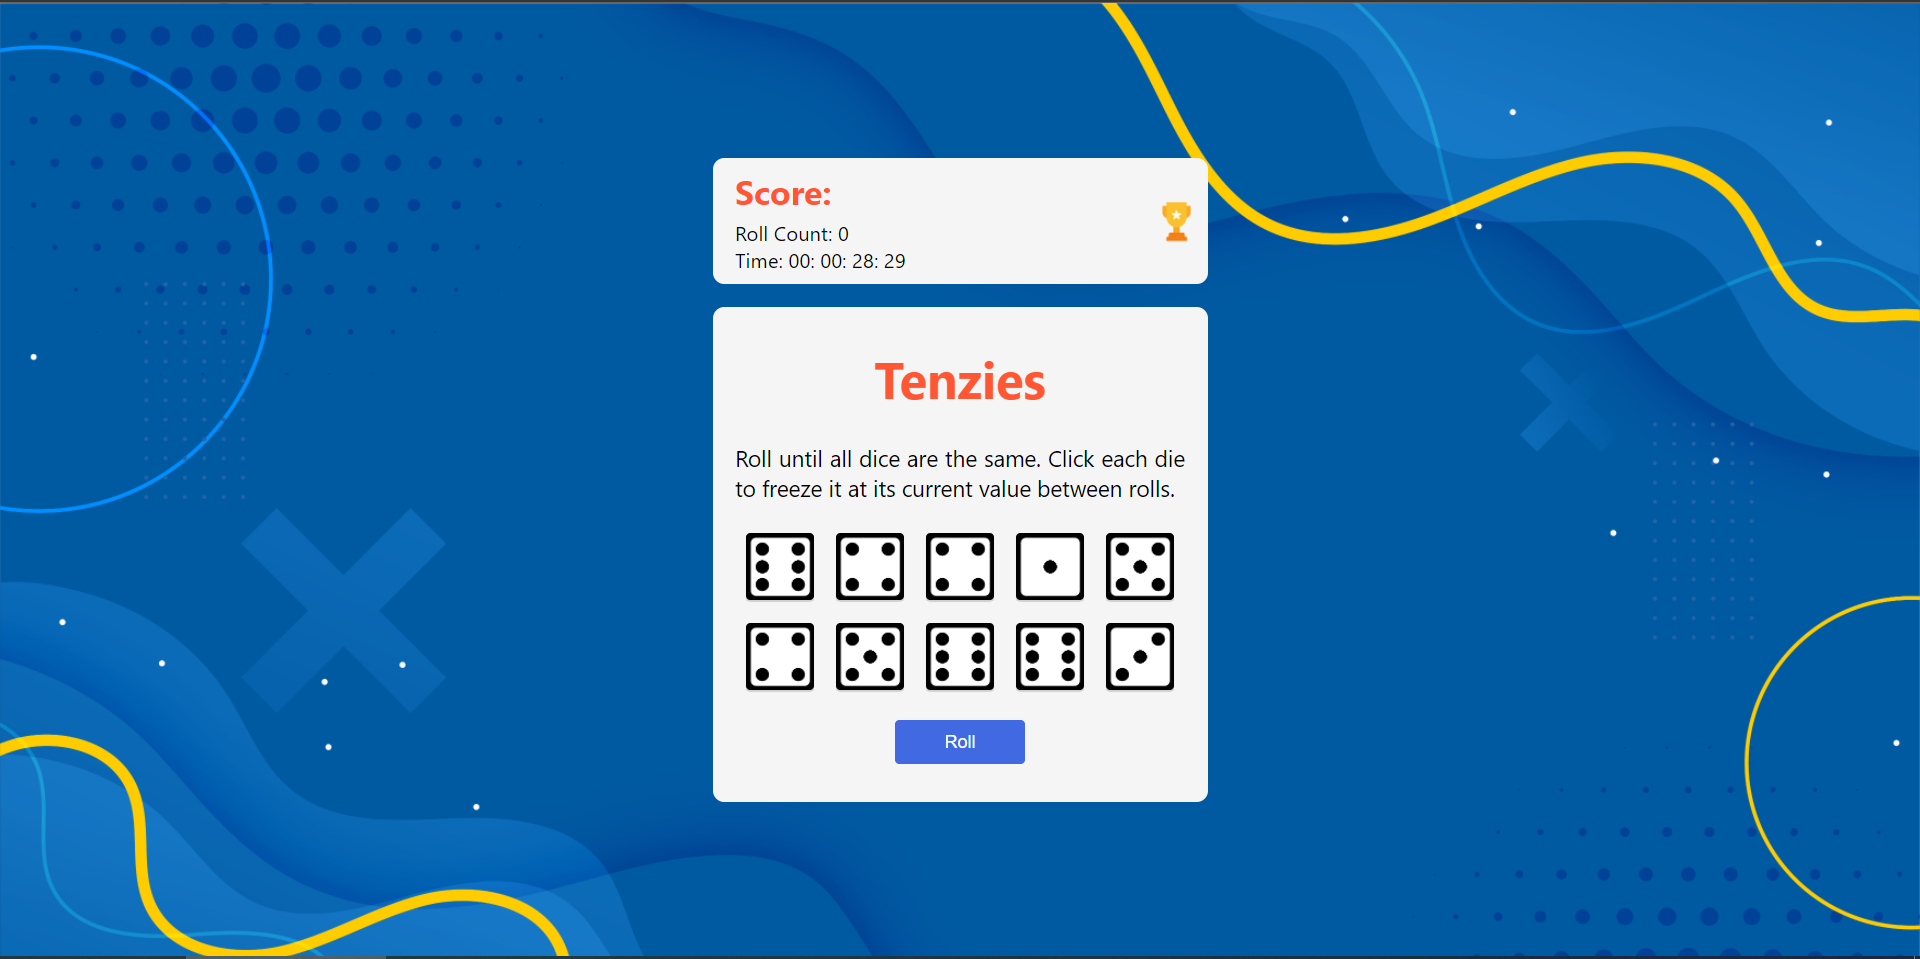 Score:
Roll Count: 0
Time: 00: 00: 28: 29
Tenzies
Roll until all dice are the same. Click each die
to freeze it at its current value between rolls.
Roll